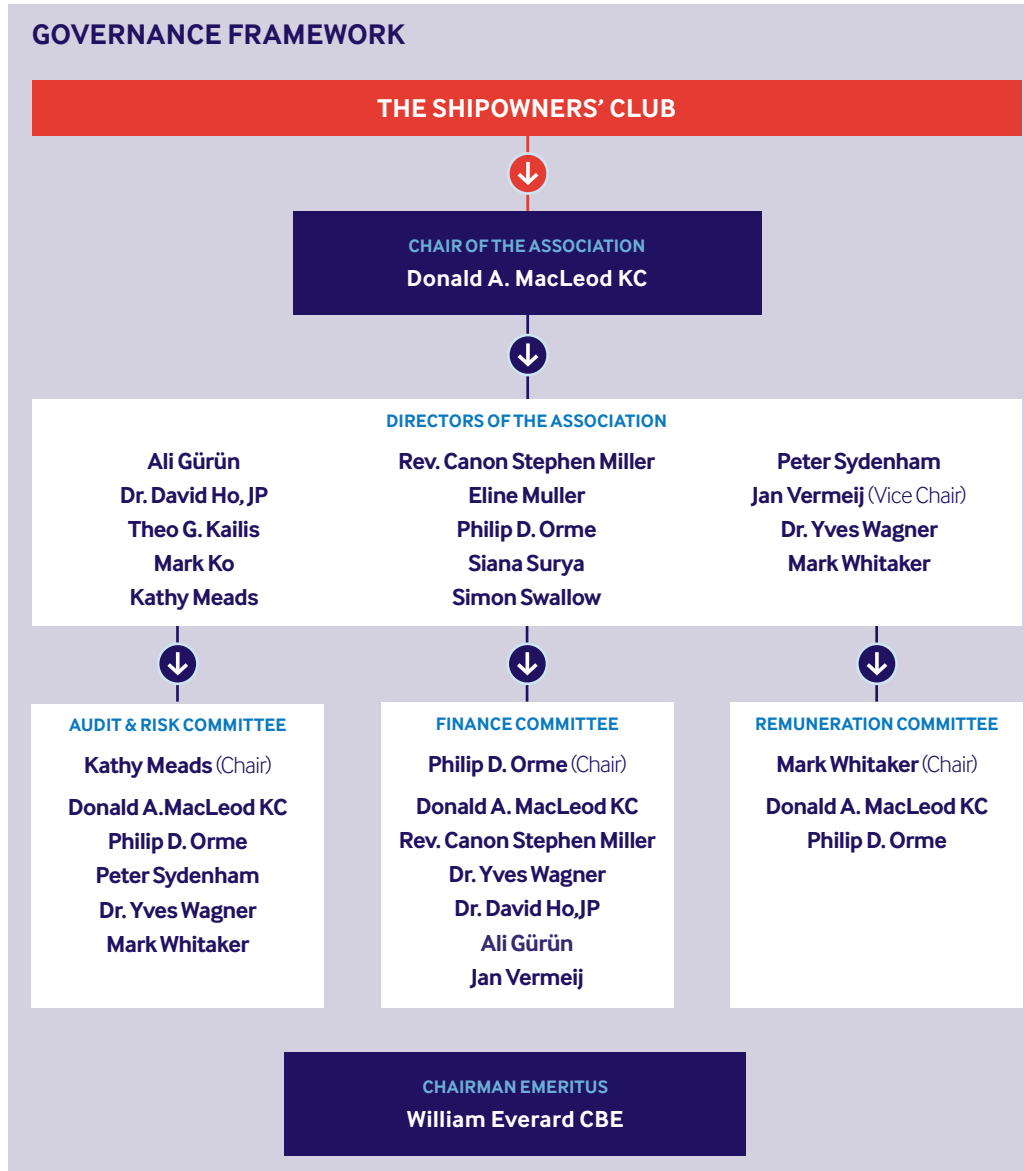 GOVERNANCE FRAMEWORK
THE SHIPOWNERS’ CLUB
CHAIR OF THE ASSOCIATION
Donald A. MacLeod KC
DIRECTORS OF THE ASSOCIATION
Ali Gürün
Dr. David Ho, JP
Theo G. Kailis
Mark Ko
Kathy Meads
Rev. Canon Stephen Miller
Eline Muller
Philip D. Orme
Siana Surya
Simon Swallow
Peter Sydenham
Jan Vermeij (Vice Chair)
Dr. Yves Wagner
Mark Whitaker
AUDIT & RISK COMMITTEE
Kathy Meads (Chair)
Donald A.MacLeod KC
Philip D. Orme
Peter Sydenham
Dr. Yves Wagner
Mark Whitaker
FINANCE COMMITTEE
Philip D. Orme (Chair)
Donald A. MacLeod KC
Rev. Canon Stephen Miller
Dr. Yves Wagner
Dr. David Ho,JP
Ali Gürün
Jan Vermeij
REMUNERATION COMMITTEE
Mark Whitaker (Chair)
Donald A. MacLeod KC
Philip D. Orme
CHAIRMAN EMERITUS
William Everard CBE